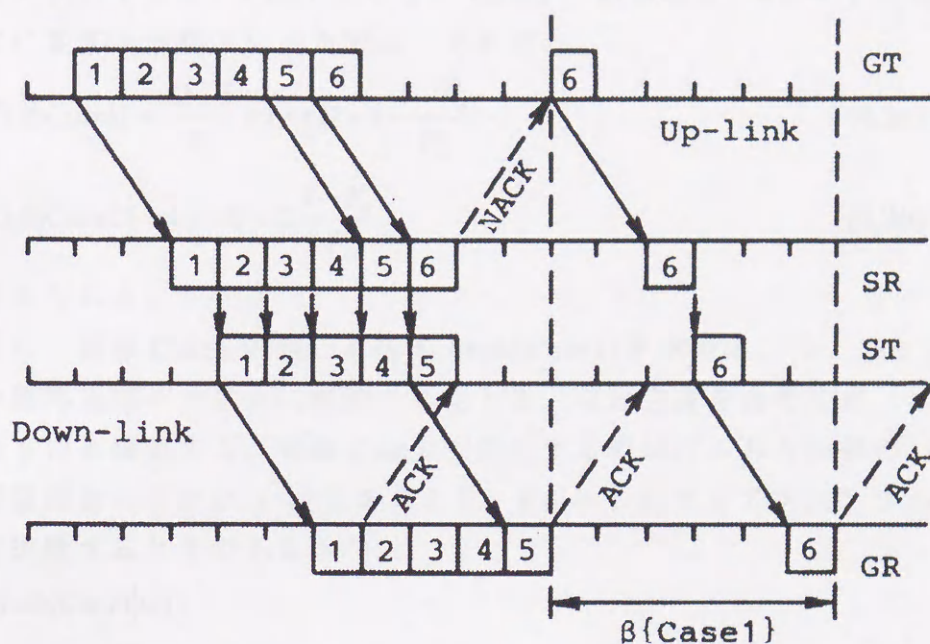 1 2 3 4 5 6 6 GT
Up-link
NACK
1 2 3 4 5 6 6 SR
1 2 3 4 5 6 ST
Down-link
ACK ACK ACK
1 2 3 4 5 6 GR
β{Case1}